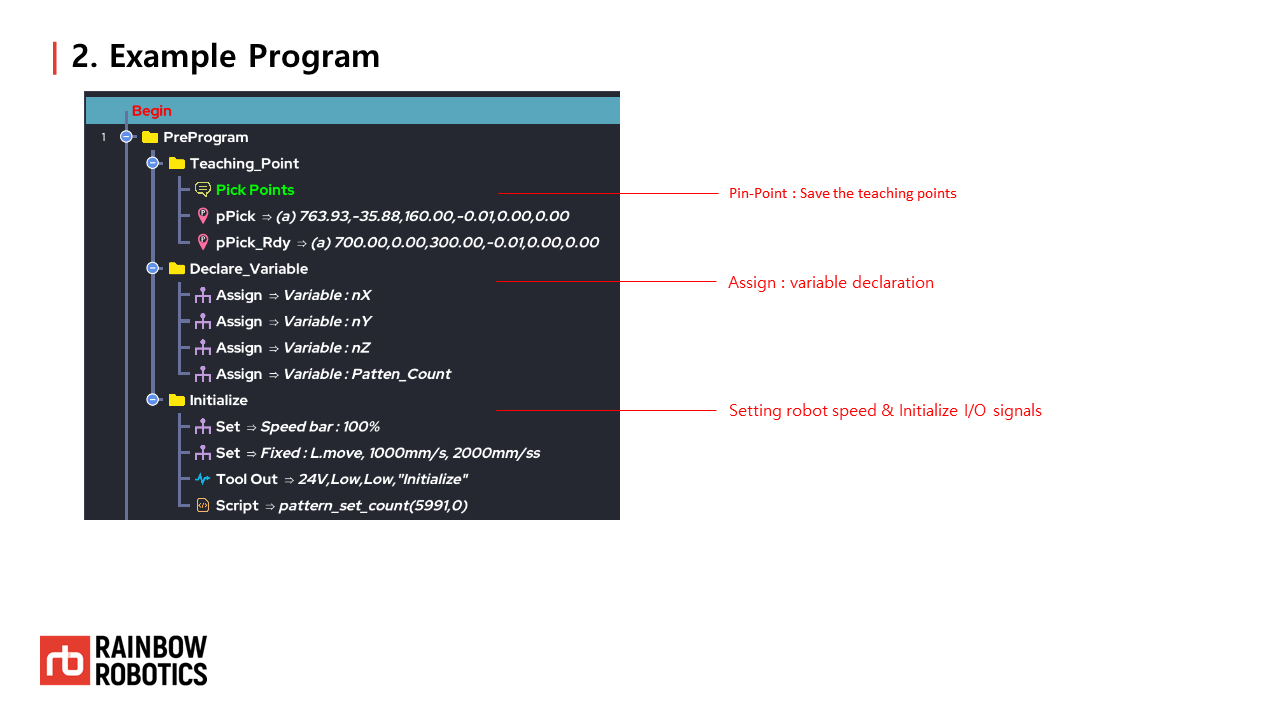 2. Example Program
Begin
1 PreProgram
Teaching_Point
Pick Points
Pin-Point : Save the teaching points
pPick ⇒ (a) 763.93,-35.88,160.00,-0.01,0.00,0.00
pPick_Rdy ⇒ (a) 700.00,0.00,300.00,-0.01,0.00,0.00
Declare_Variable
Assign : variable declaration
Assign ⇒ Variable : nX
Assign ⇒ Variable : nY
Assign ⇒ Variable : nZ
Assign ⇒ Variable : Patten_Count
Initialize
Setting robot speed & Initialize I/O signals
Set ⇒ Speed bar : 100%
Set ⇒ Fixed : L.move, 1000mm/s, 2000mm/ss
Tool Out ⇒ 24V,Low,Low,"Initialize"
Script ⇒ pattern_set_count(5991,0)
rb RAINBOW
ROBOTICS